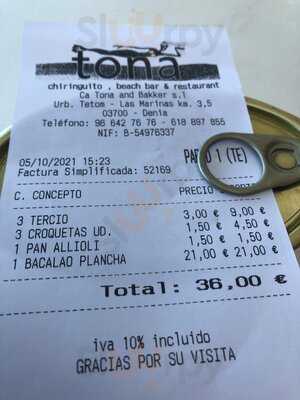 tona
chiringuito , beach bar & restaurant
Ca Tona and Bakker s.l
Urb. Tetom - Las Marinas km. 3,5
03700 - Denia
Teléfono: 96 642 76 76 - 618 897 855
NIF: B-54976337
05/10/2021 15:23
Factura Simplificada: 52169
1 (TE)
C. CONCEPTO PRECIO
3 TERCIO 3,00 € 9,00 €
3 CROQUETAS UD. 1,50 € 4,50 €
1 PAN ALLIOLI 1,50 € 1,50 €
1 BACALAO PLANCHA 21,00 € 21,00 €
Total: 36,00 €
iva 10% incluido
GRACIAS POR SU VISITA